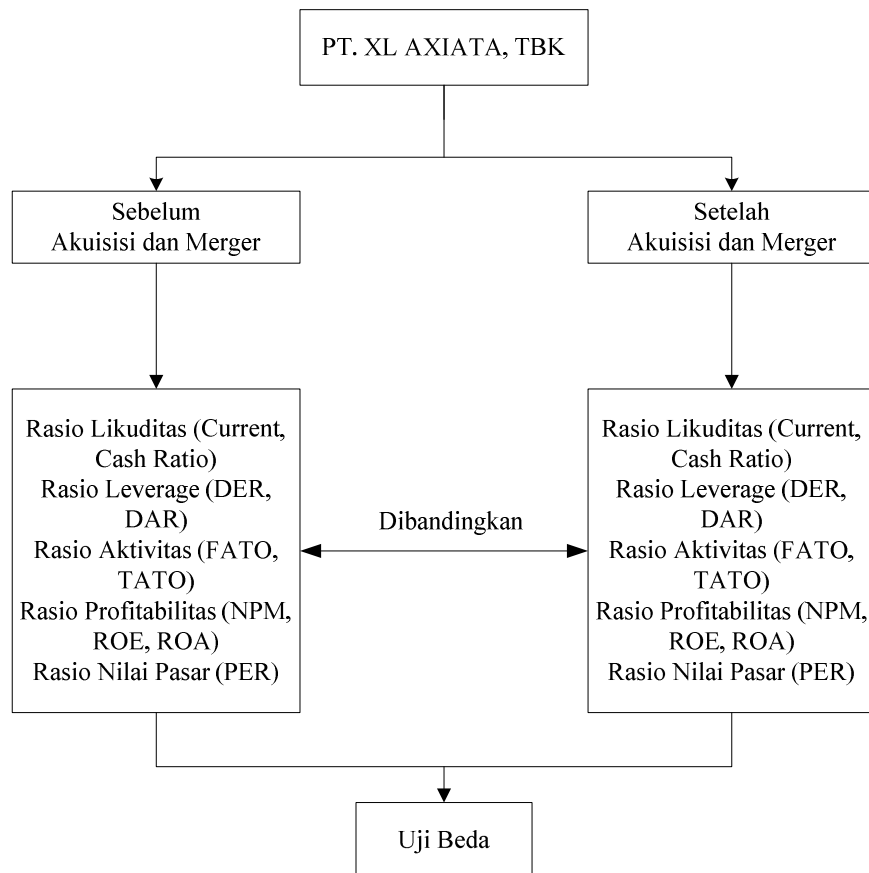 PT. XL AXIATA, TBK
Sebelum
Akuisisi dan Merger
Setelah
Akuisisi dan Merger
Rasio Likuditas (Current,
Cash Ratio)
Rasio Leverage (DER,
DAR)
Rasio Aktivitas (FATO,
TATO)
Rasio Profitabilitas (NPM,
ROE, ROA)
Rasio Nilai Pasar (PER)
Dibandingkan
Rasio Likuditas (Current,
Cash Ratio)
Rasio Leverage (DER,
DAR)
Rasio Aktivitas (FATO,
TATO)
Rasio Profitabilitas (NPM,
ROE, ROA)
Rasio Nilai Pasar (PER)
Uji Beda